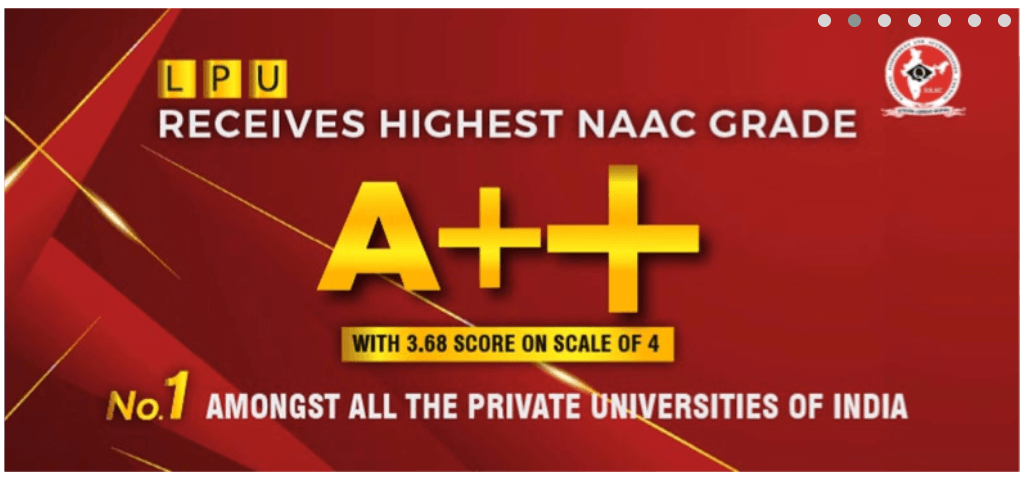 LPU
RECEIVES HIGHEST NAAC GRADE
A++
WITH 3.68 SCORE ON SCALE OF 4
No.1 AMONGST ALL THE PRIVATE UNIVERSITIES OF INDIA